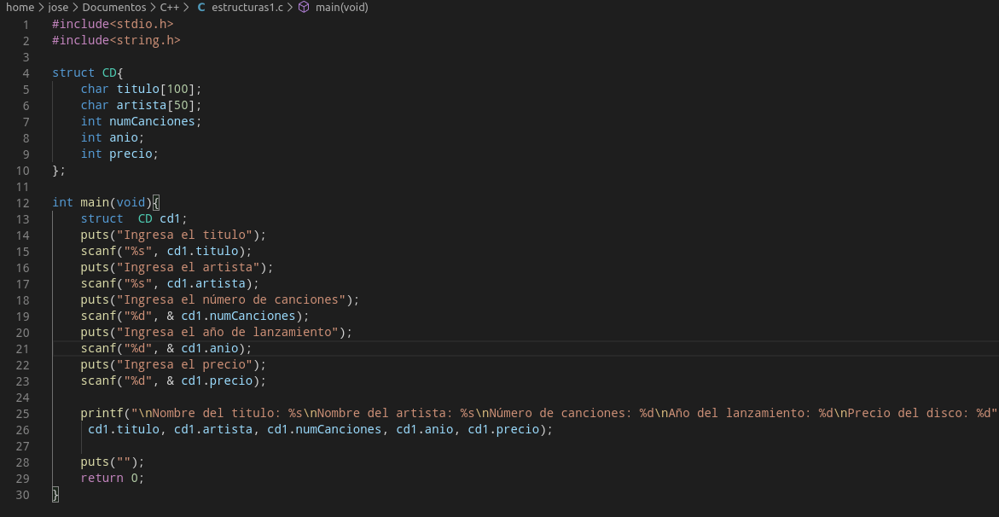 home > jose > Documentos > C++ > C estructuras1.c > main(void)
1 #include<stdio.h>
2 #include<string.h>
3
4 struct CD{
5     char titulo[100];
6     char artista[50];
7     int numCanciones;
8     int anio;
9     int precio;
10 };
11
12 int main(void){
13     struct  CD cd1;
14     puts("Ingresa el titulo");
15     scanf("%s", cd1.titulo);
16     puts("Ingresa el artista");
17     scanf("%s", cd1.artista);
18     puts("Ingresa el número de canciones");
19     scanf("%d", & cd1.numCanciones);
20     puts("Ingresa el año de lanzamiento");
21     scanf("%d", & cd1.anio);
22     puts("Ingresa el precio");
23     scanf("%d", & cd1.precio);
24
25     printf("\nNombre del titulo: %s\nNombre del artista: %s\nNúmero de canciones: %d\nAño del lanzamiento: %d\nPrecio del disco: %d"
26      cd1.titulo, cd1.artista, cd1.numCanciones, cd1.anio, cd1.precio);
27
28     puts("");
29     return 0;
30 }